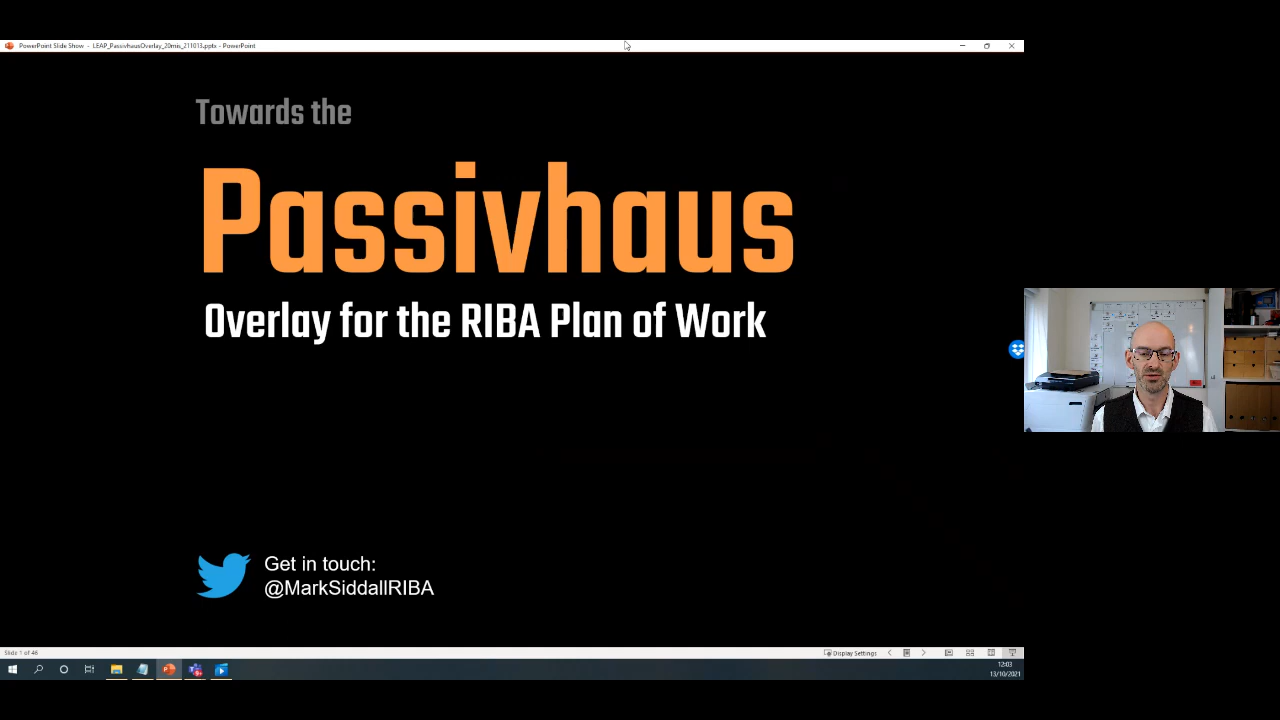 PowerPoint Slide Show - LEAP_PassivhausOverlay_20mis_211013.pptx - PowerPoint
Towards the
Passivhaus
Overlay for the RIBA Plan of Work
Get in touch:
@MarkSiddallRIBA
Slide 1 of 46
Display Settings
12:03
13/10/2021